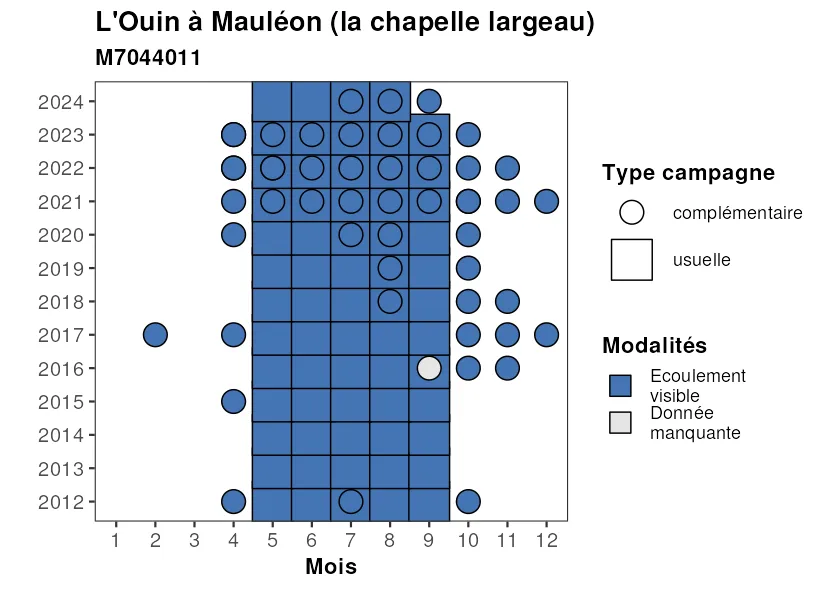 L'Ouin à Mauléon (la chapelle largeau)
M7044011
2024
2023
2022
2021
2020
2019
2018
2017
2016
2015
2014
2013
2012
1 2 3 4 5 6 7 8 9 10 11 12
Mois
Type campagne
complémentaire
usuelle
Modalités
Ecoulement
visible
Donnée
manquante